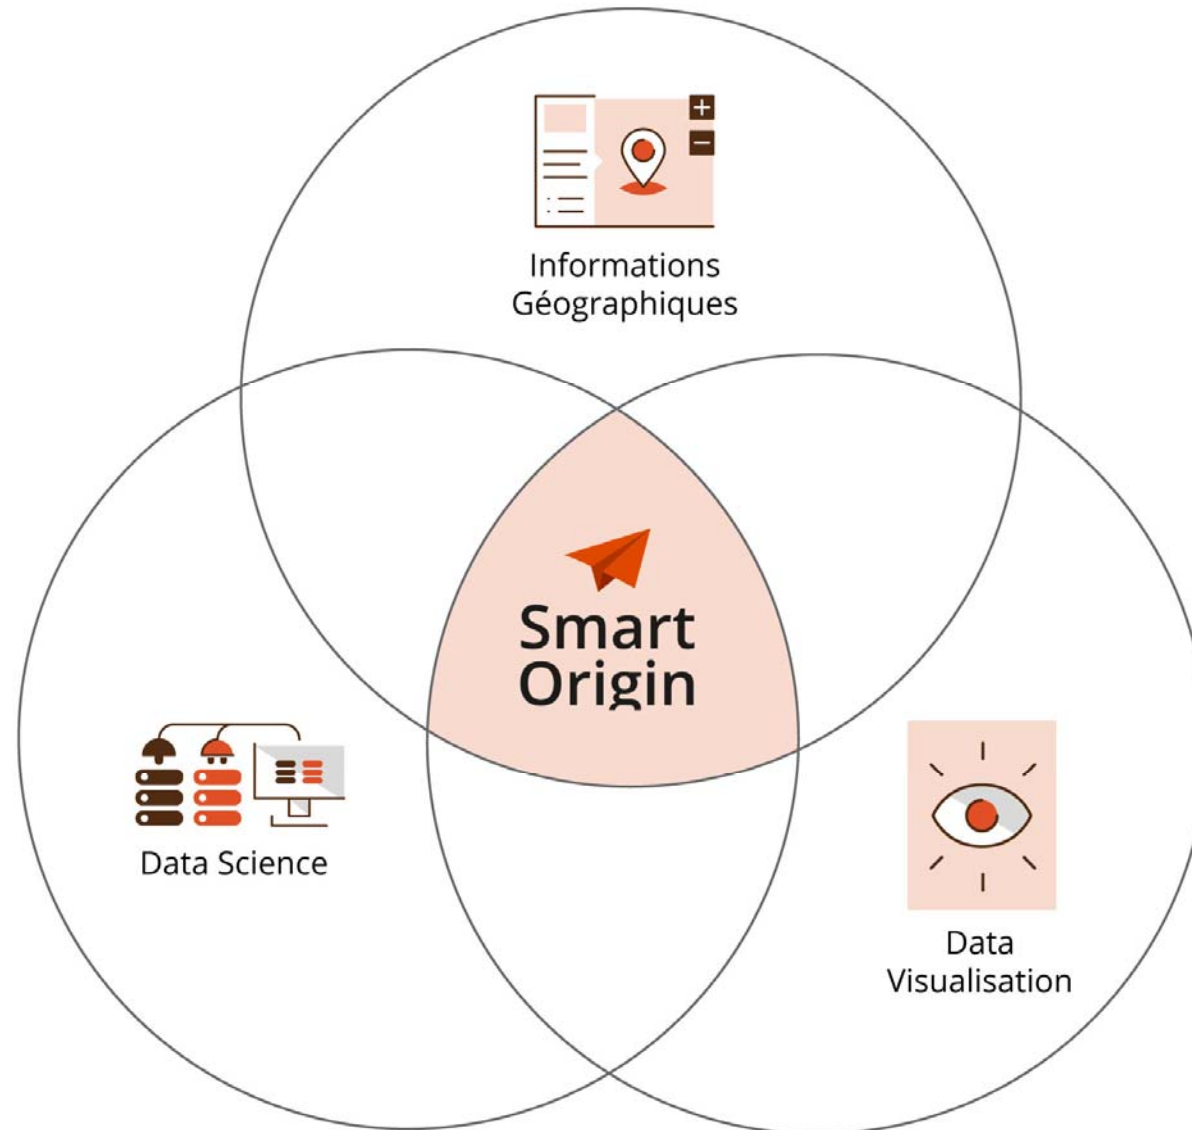 Informations
Géographiques
Smart
Origin
Data Science
Data
Visualisation